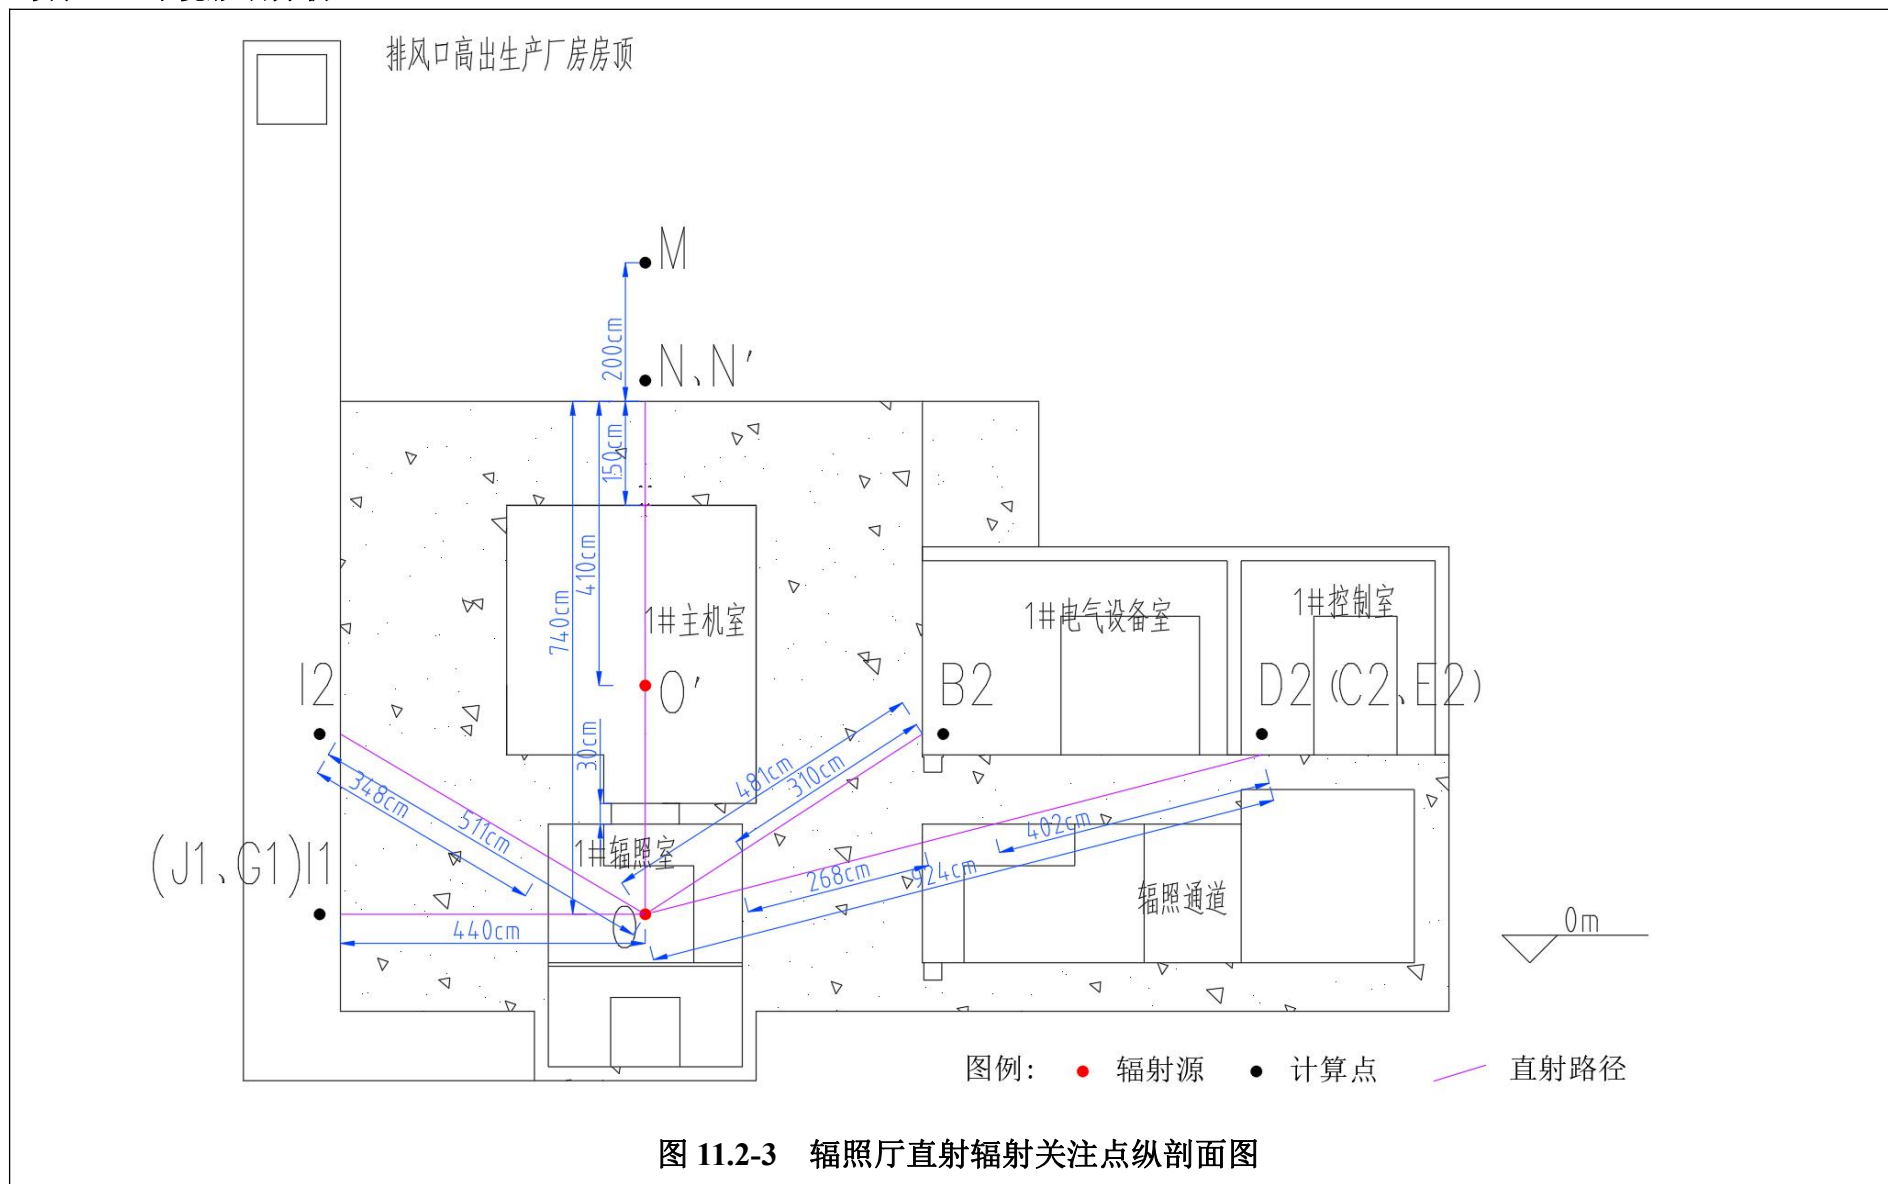 排风口高出生产厂房房顶
M
200cm
N、N′
150cm
410cm
740cm
1#主机室
1#电气设备室
1#控制室
I2
O′
B2
D2（C2、E2）
30cm
481cm
310cm
348cm
511cm
402cm
(J1、G1)I1
1#辐照室
268cm
924cm
辐照通道
440cm
0m
图例: 辐射源 计算点 直射路径
图 11.2-3 辐照厅直射辐射关注点纵剖面图